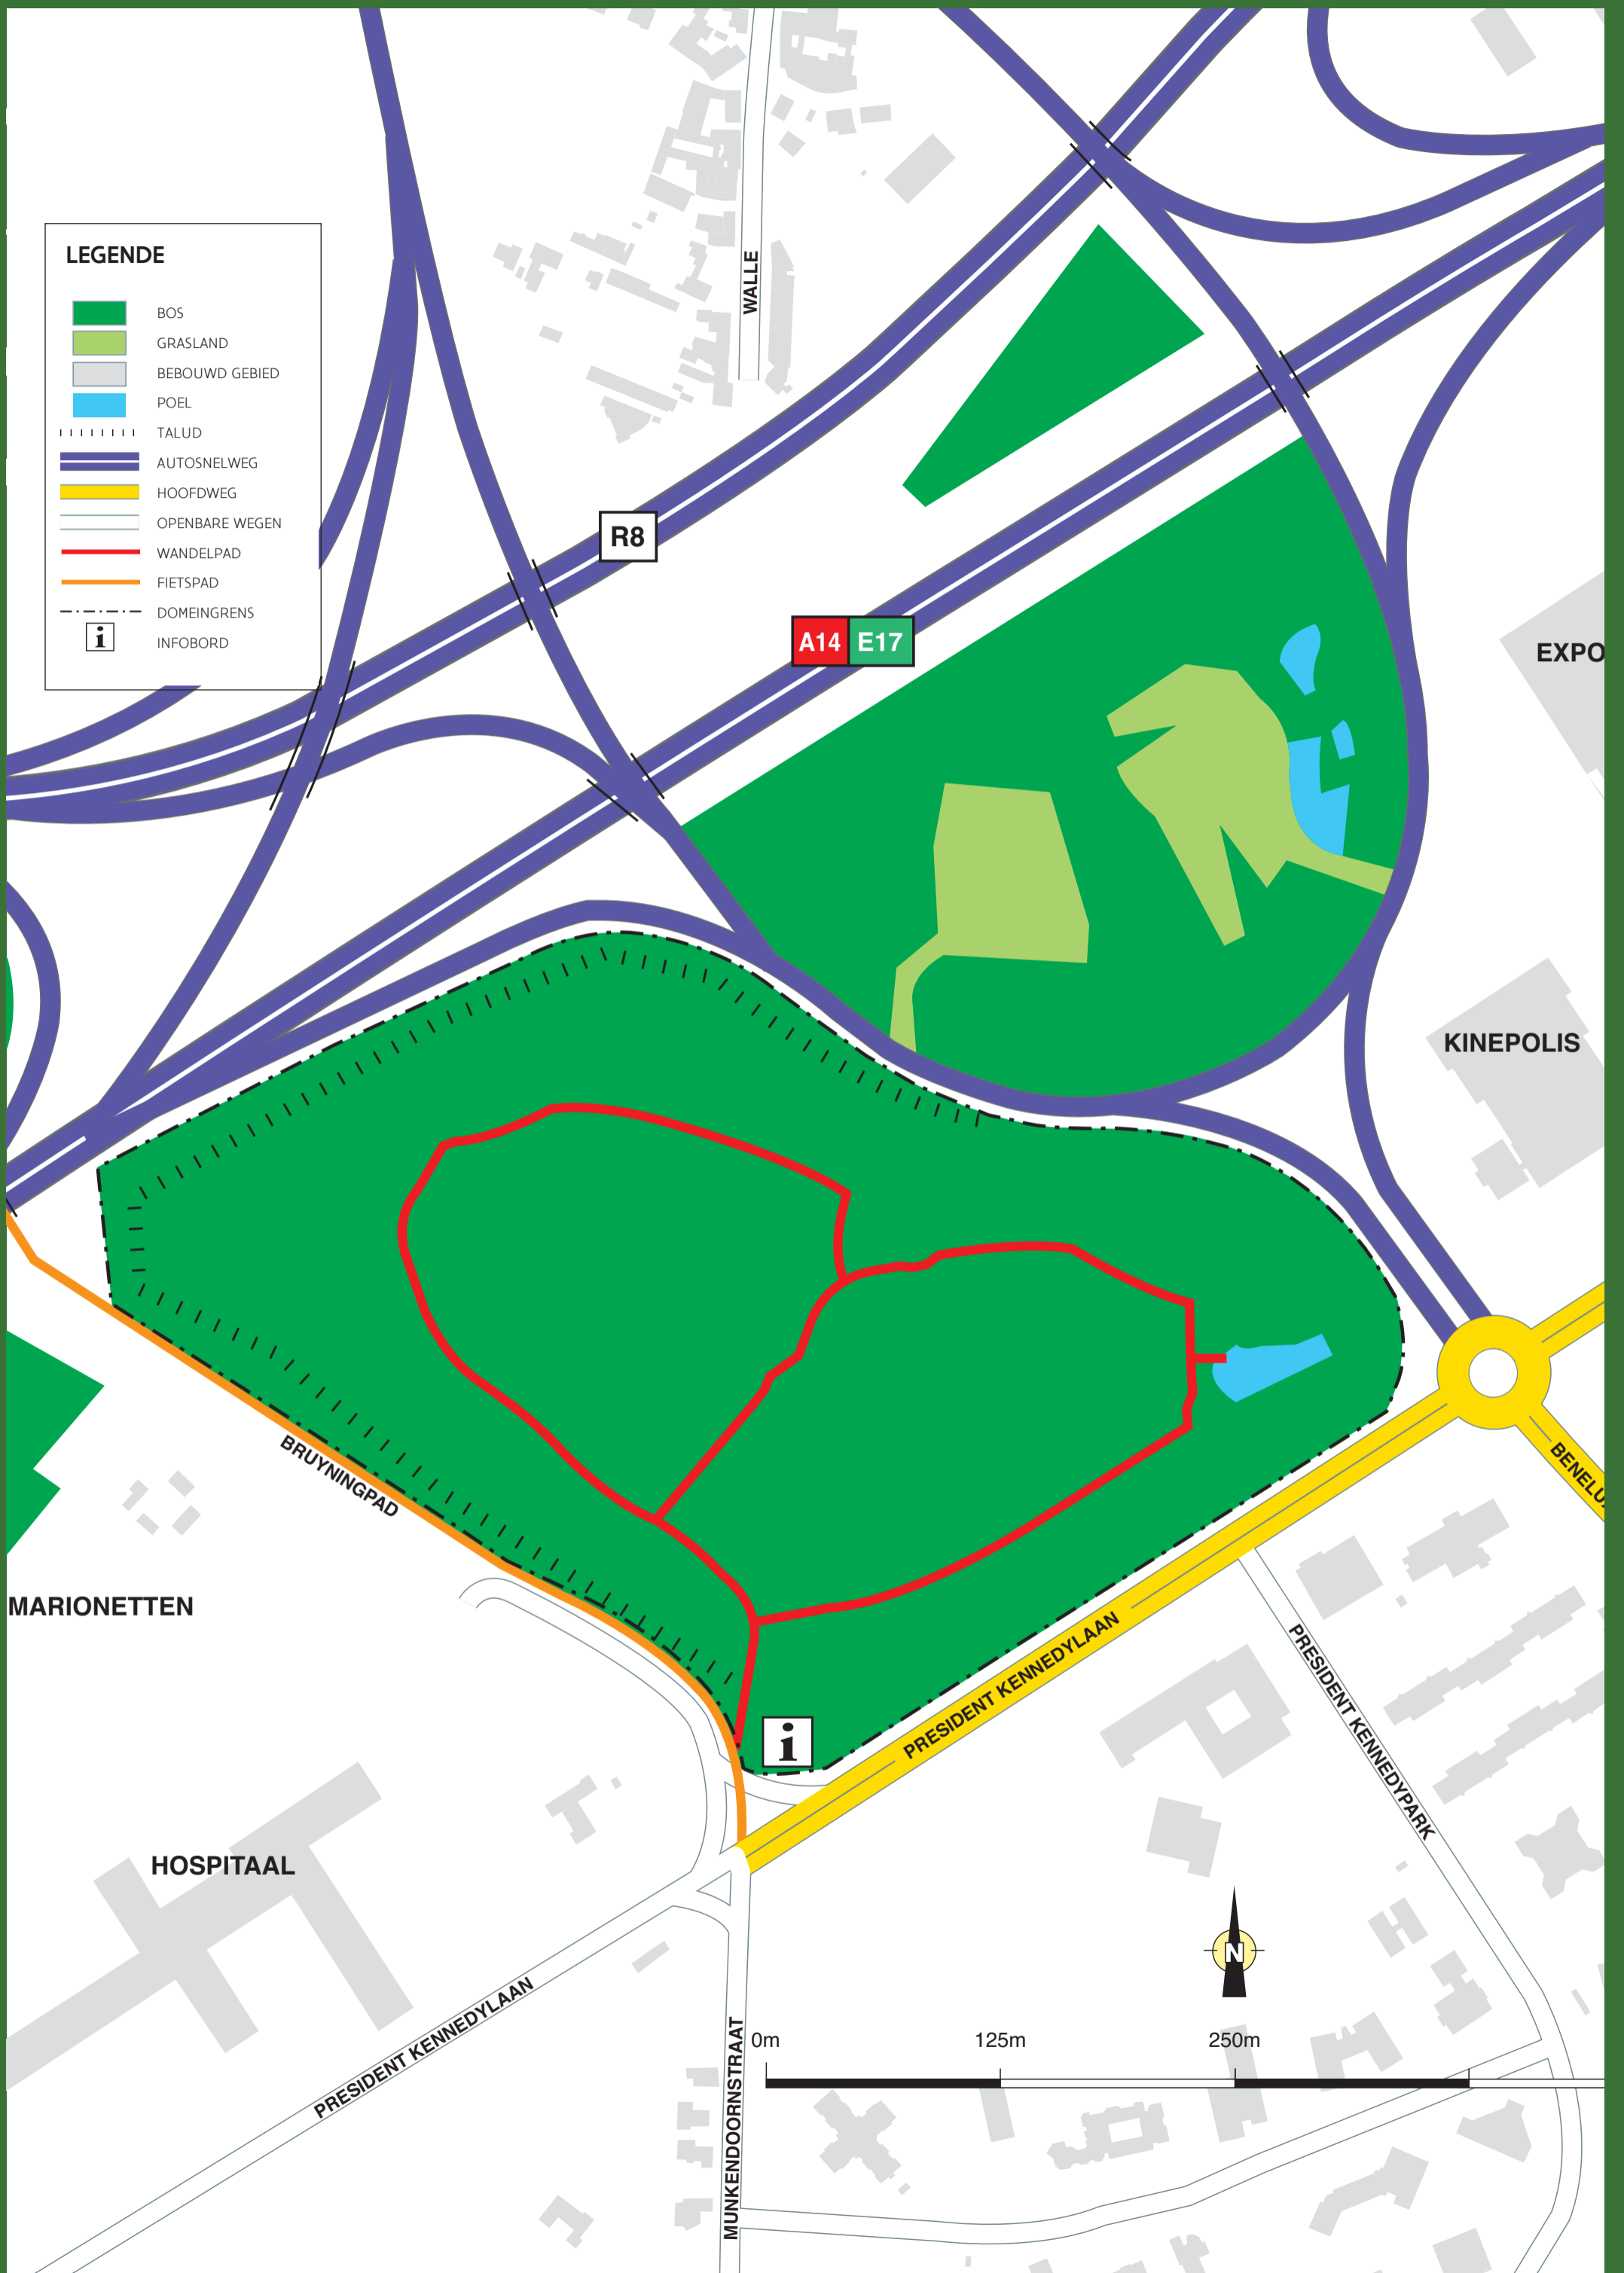 WALLE
LEGENDE
BOS
GRASLAND
BEBOUWD GEBIED
POEL
TALUD
AUTOSNELWEG
HOOFDWEG
OPENBARE WEGEN
WANDELPAD
FIETSPAD
DOMEINGRENS
i INFOBORD
R8
A14 E17
EXPO
KINEPOLIS
BRUYNINGPAD
BENELU
MARIONETTEN
PRESIDENT KENNEDYLAAN
PRESIDENT KENNEDYPARK
i
HOSPITAAL
N
PRESIDENT KENNEDYLAAN
MUNKENDOORNSTRAAT
0m 125m 250m